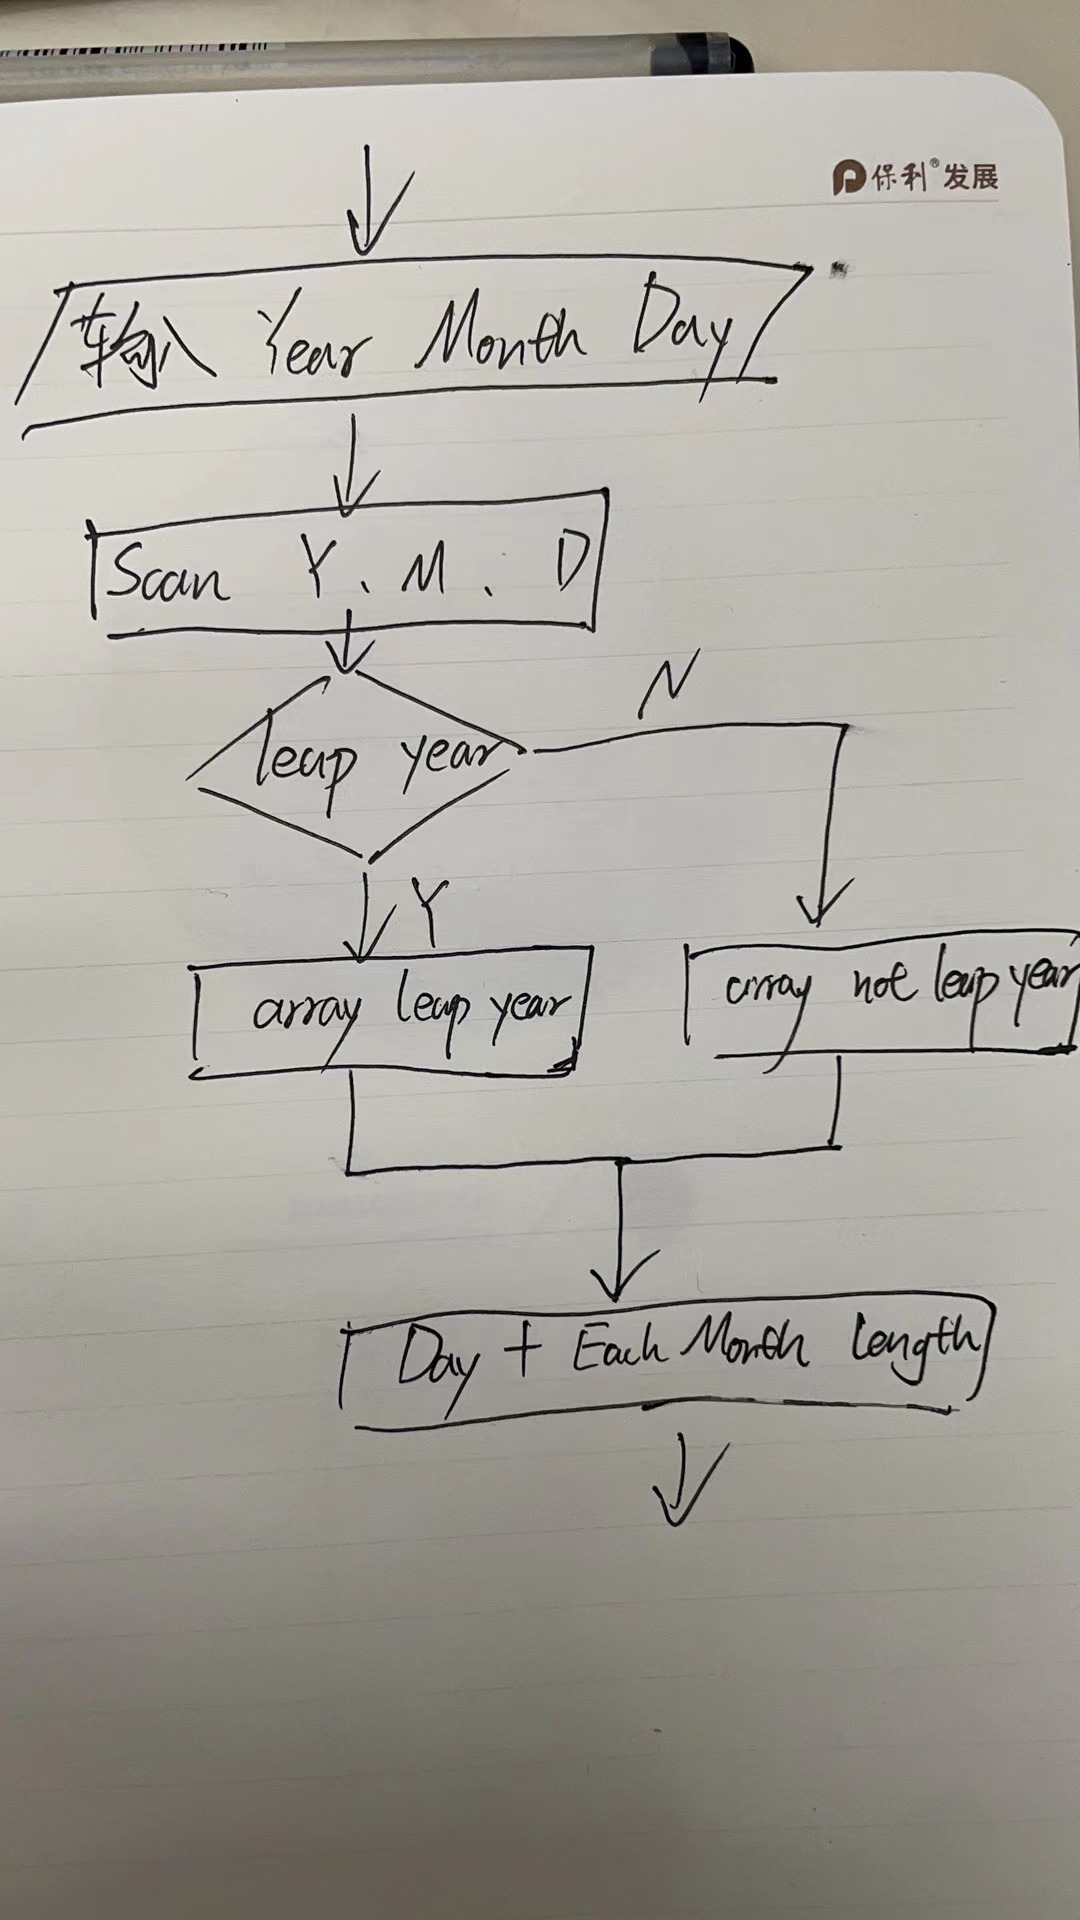 保利®发展
输入 Year Month Day
Scan Y、M、D
leap year
N
Y
array leap year
array not leap year
Day + Each Month Length